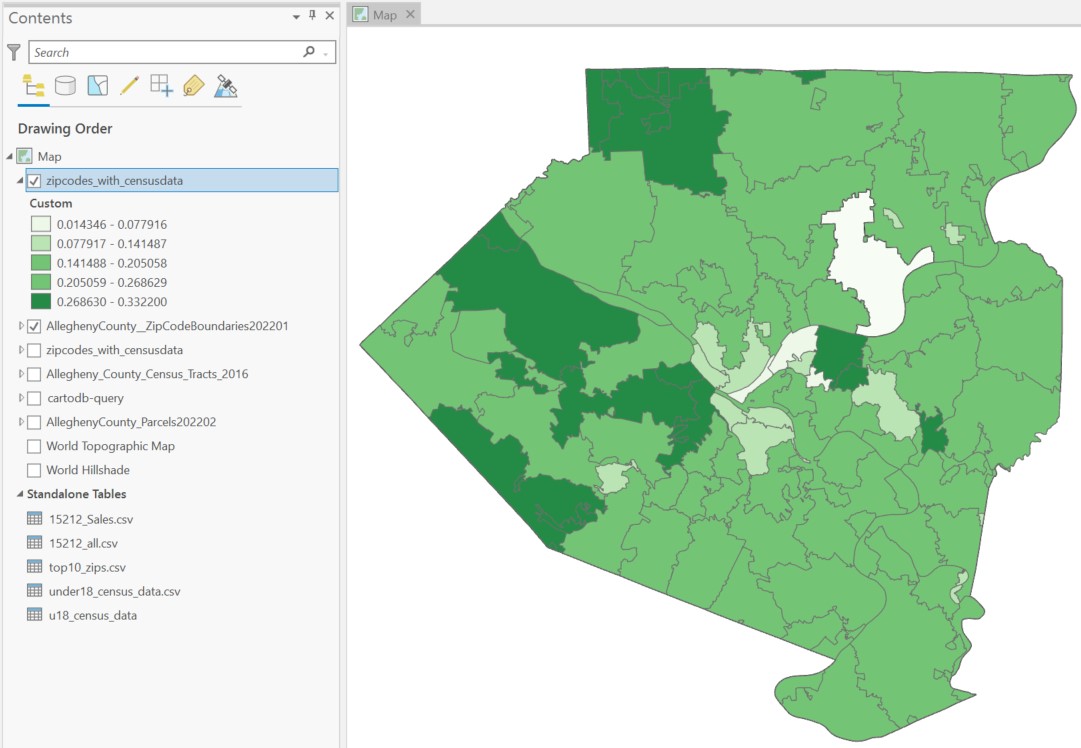 Contents
Map
Search
Drawing Order
Map
zipcodes_with_censusdata
Custom
0.014346 - 0.077916
0.077917 - 0.141487
0.141488 - 0.205058
0.205059 - 0.268629
0.268630 - 0.332200
AlleghenyCounty__ZipCodeBoundaries202201
zipcodes_with_censusdata
Allegheny_County_Census_Tracts_2016
cartodb-query
AlleghenyCounty_Parcels202202
World Topographic Map
World Hillshade
Standalone Tables
15212_Sales.csv
15212_all.csv
top10_zips.csv
under18_census_data.csv
u18_census_data